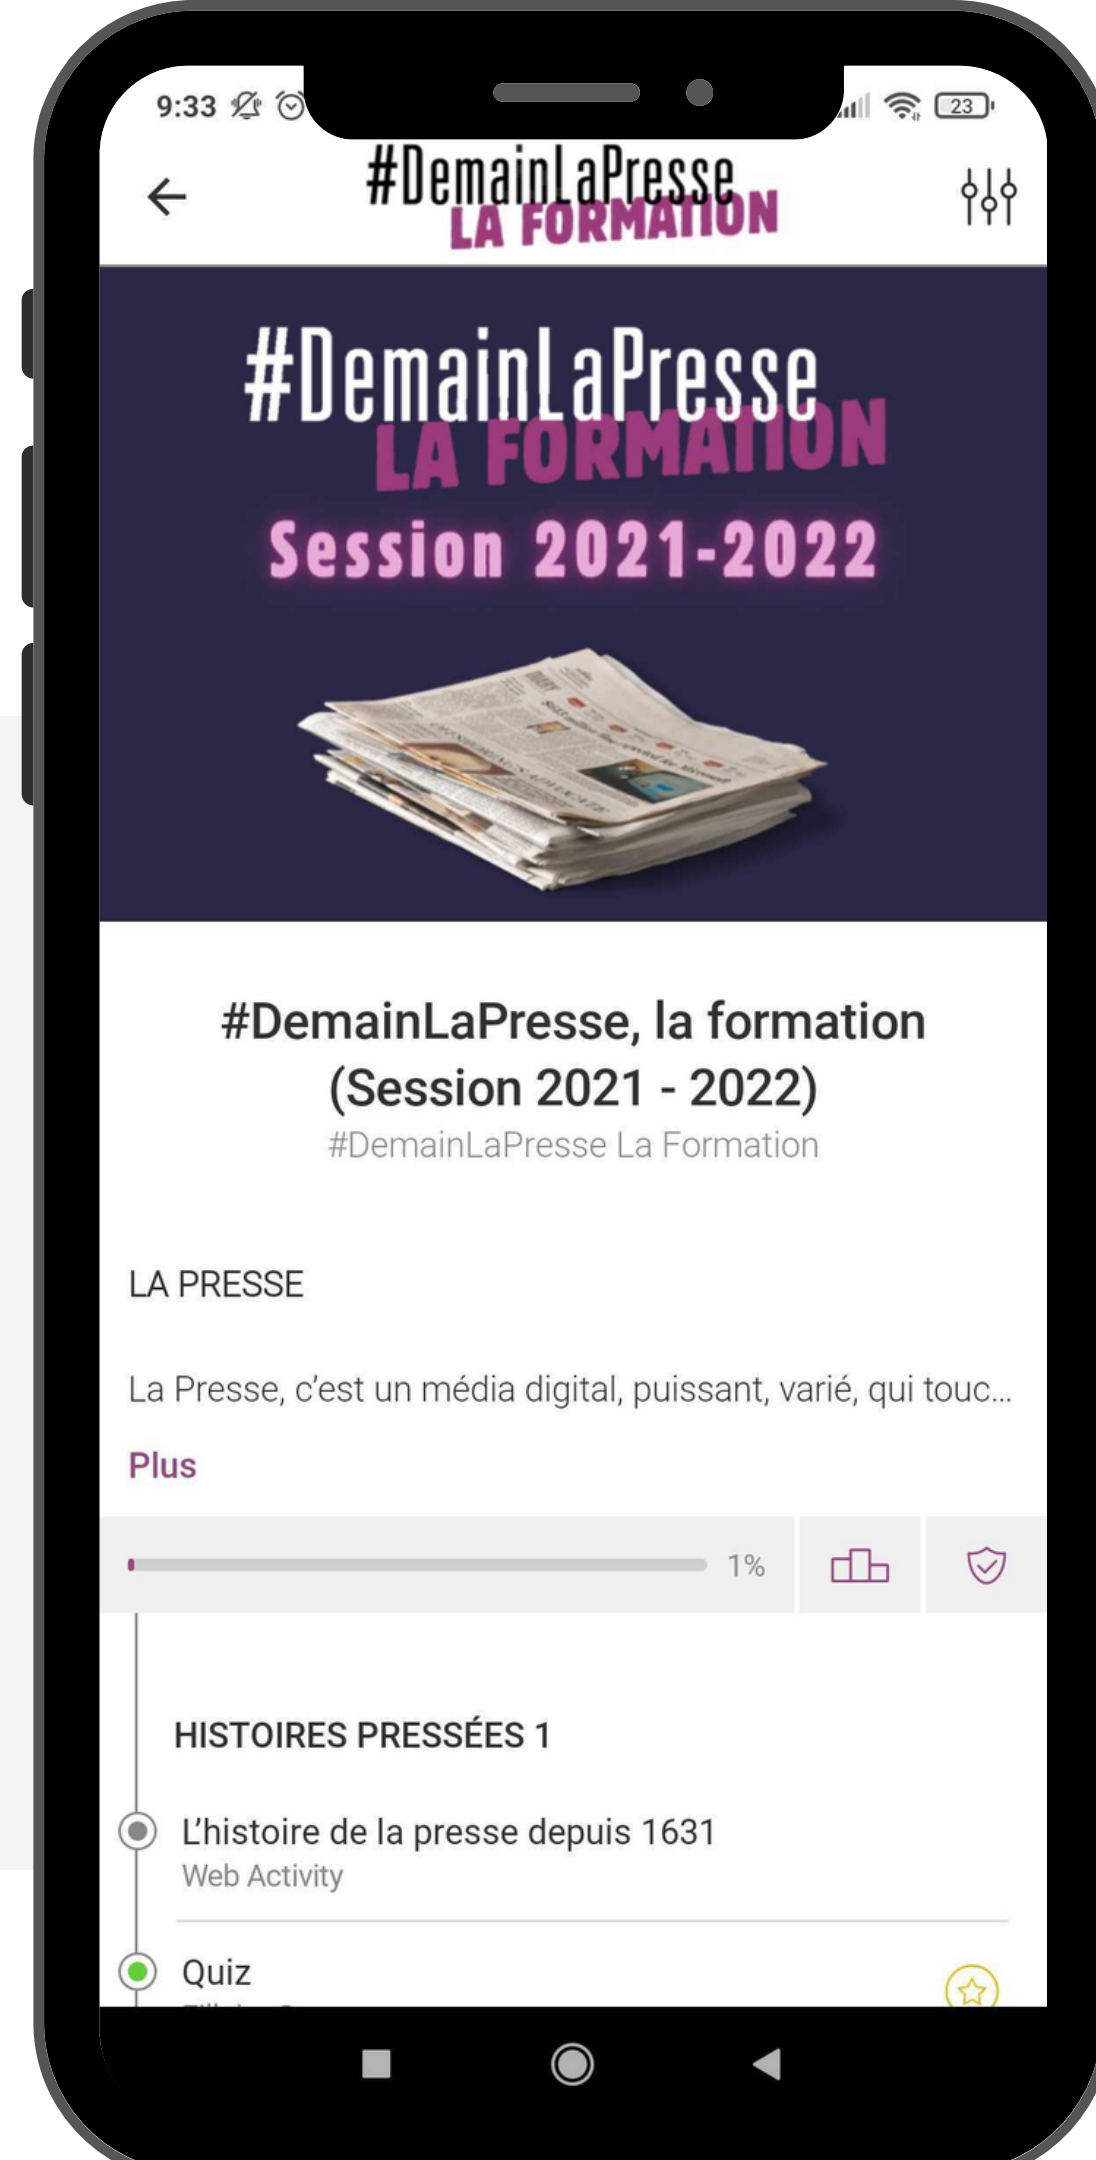 9:33
23
#DemainLaPresse
LA FORMATION
#DemainLaPresse
LA FORMATION
Session 2021-2022
DIARY
#DemainLaPresse, la formation
(Session 2021 - 2022)
#DemainLaPresse La Formation
LA PRESSE
La Presse, c’est un média digital, puissant, varié, qui touc...
Plus
1%
HISTOIRES PRESSÉES 1
L’histoire de la presse depuis 1631
Web Activity
Quiz